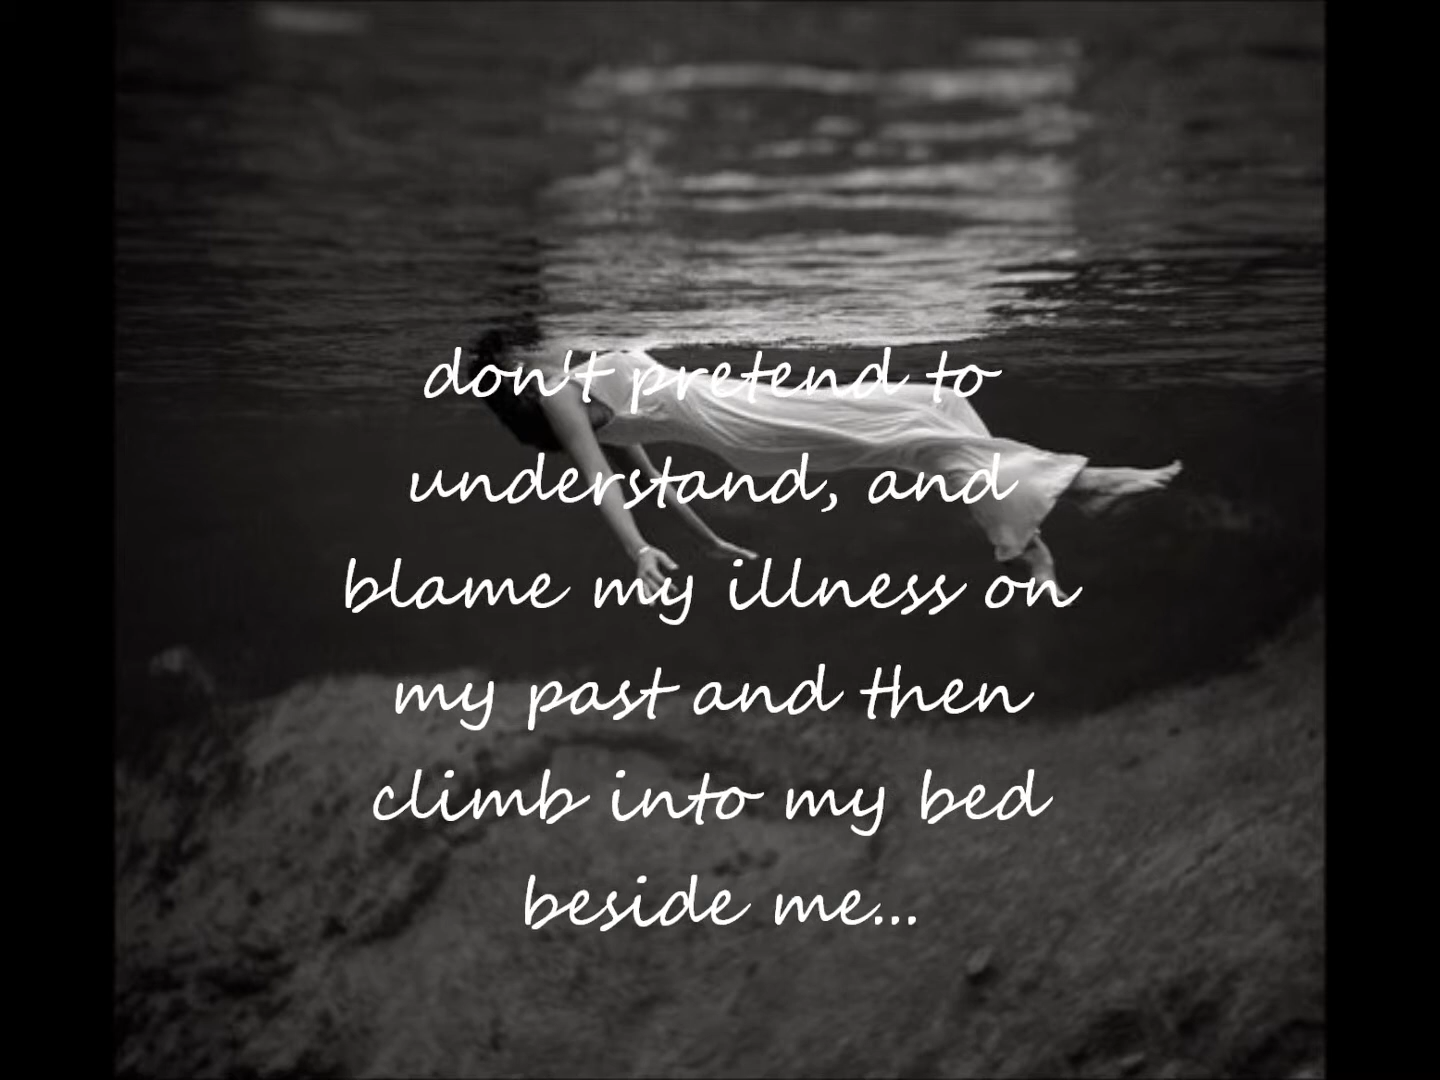 don't pretend to
understand, and
blame my illness on
my past and then
climb into my bed
beside me...